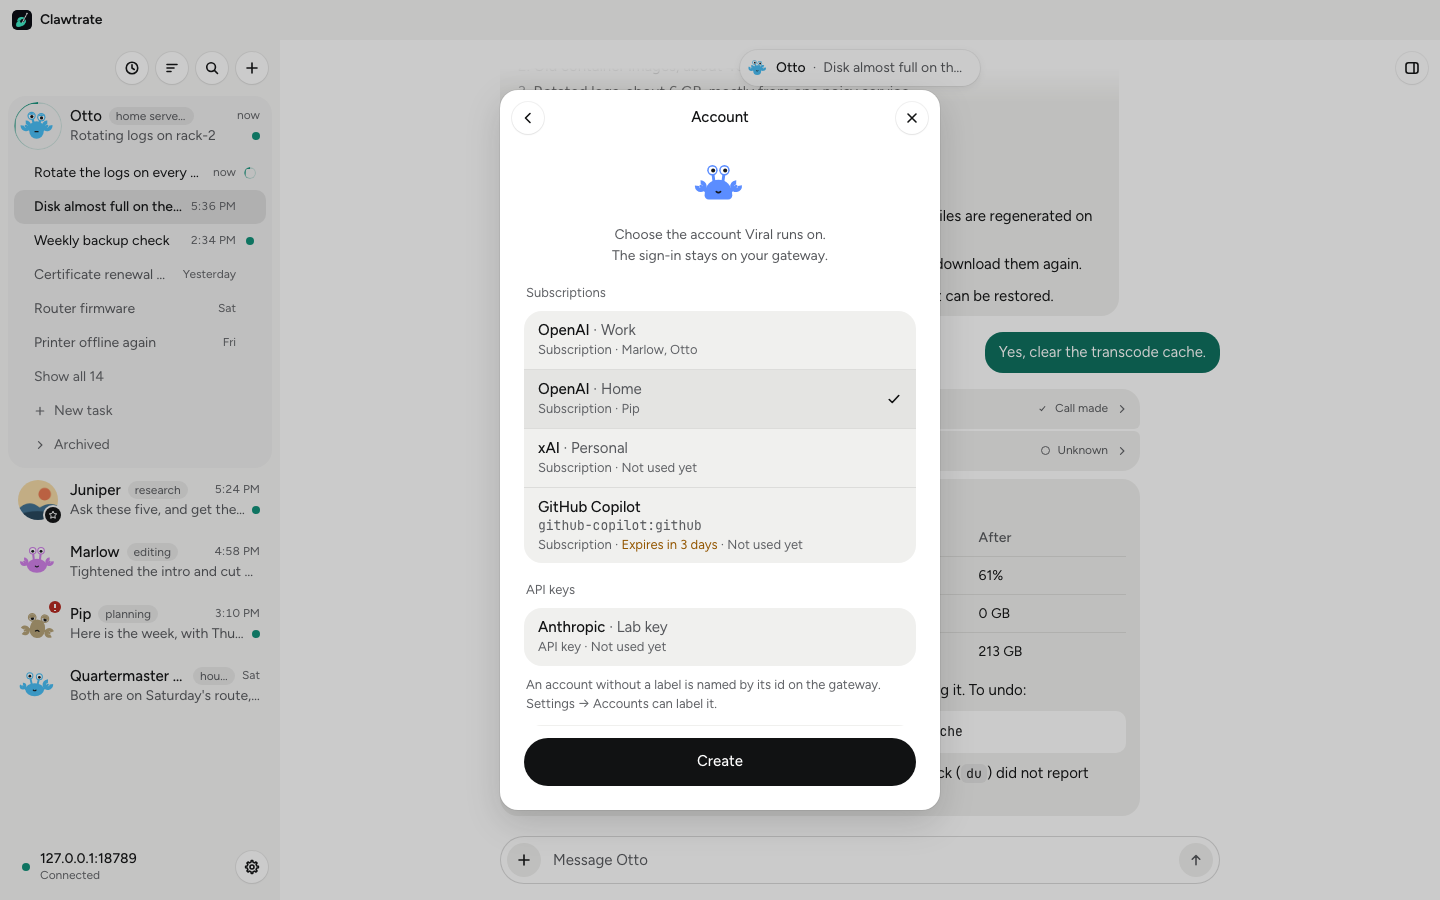 Clawtrate
Otto home serve... now
Rotating logs on rack-2
Rotate the logs on every ... now
Disk almost full on the... 5:36 PM
Weekly backup check 2:34 PM
Certificate renewal ... Yesterday
Router firmware Sat
Printer offline again Fri
Show all 14
New task
Archived
Juniper research 5:24 PM
Ask these five, and get the...
Marlow editing 4:58 PM
Tightened the intro and cut ...
Pip planning 3:10 PM
Here is the week, with Thu...
Quartermaster ... hou... Sat
Both are on Saturday's route,...
127.0.0.1:18789
Connected
Otto · Disk almost full on th...
iles are regenerated on
download them again.
can be restored.
Yes, clear the transcode cache.
Call made
Unknown
After
61%
0 GB
213 GB
g it. To undo:
che
ck ( du ) did not report
Message Otto
Account
Choose the account Viral runs on.
The sign-in stays on your gateway.
Subscriptions
OpenAI · Work
Subscription · Marlow, Otto
OpenAI · Home
Subscription · Pip
xAI · Personal
Subscription · Not used yet
GitHub Copilot
github-copilot:github
Subscription · Expires in 3 days · Not used yet
API keys
Anthropic · Lab key
API key · Not used yet
An account without a label is named by its id on the gateway.
Settings → Accounts can label it.
Create